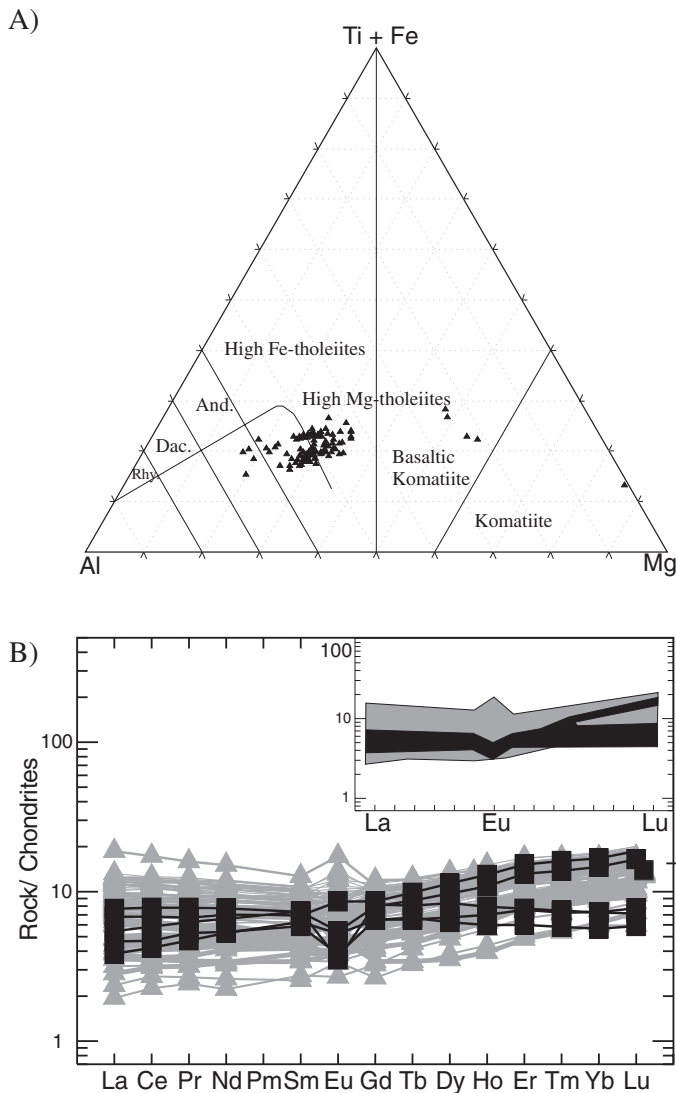 A)
Ti + Fe
High Fe-tholeiites
High Mg-tholeiites
And.
Dac.
Rhy.
Basaltic
Komatiite
Komatiite
Al
Mg
B)
Rock/ Chondrites
100
10
1
100
10
1
La Eu Lu
La Ce Pr Nd Pm Sm Eu Gd Tb Dy Ho Er Tm Yb Lu